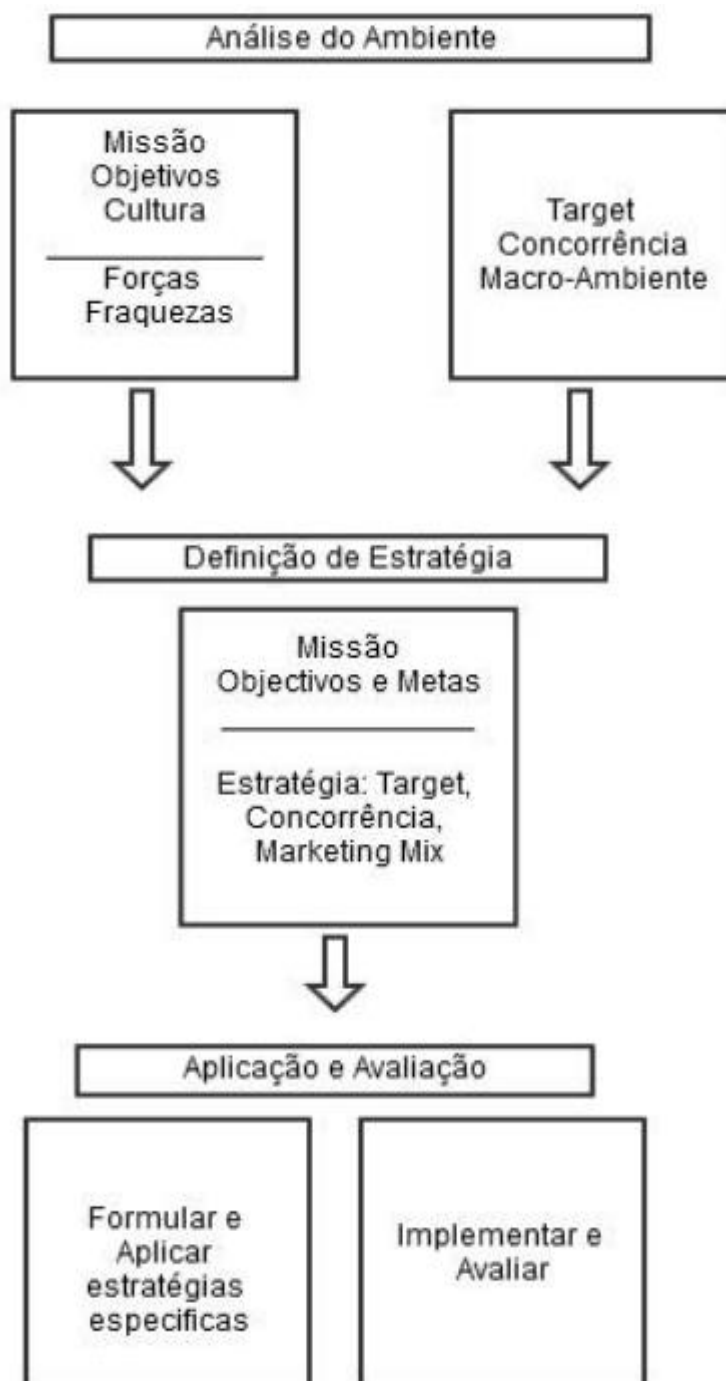 Análise do Ambiente
Missão
Objetivos
Cultura
Forças
Fraquezas
Target
Concorrência
Macro-Ambiente
Definição de Estratégia
Missão
Objectivos e Metas
Estratégia: Target,
Concorrência,
Marketing Mix
Aplicação e Avaliação
Formular e
Aplicar
estratégias
especificas
Implementar e
Avaliar